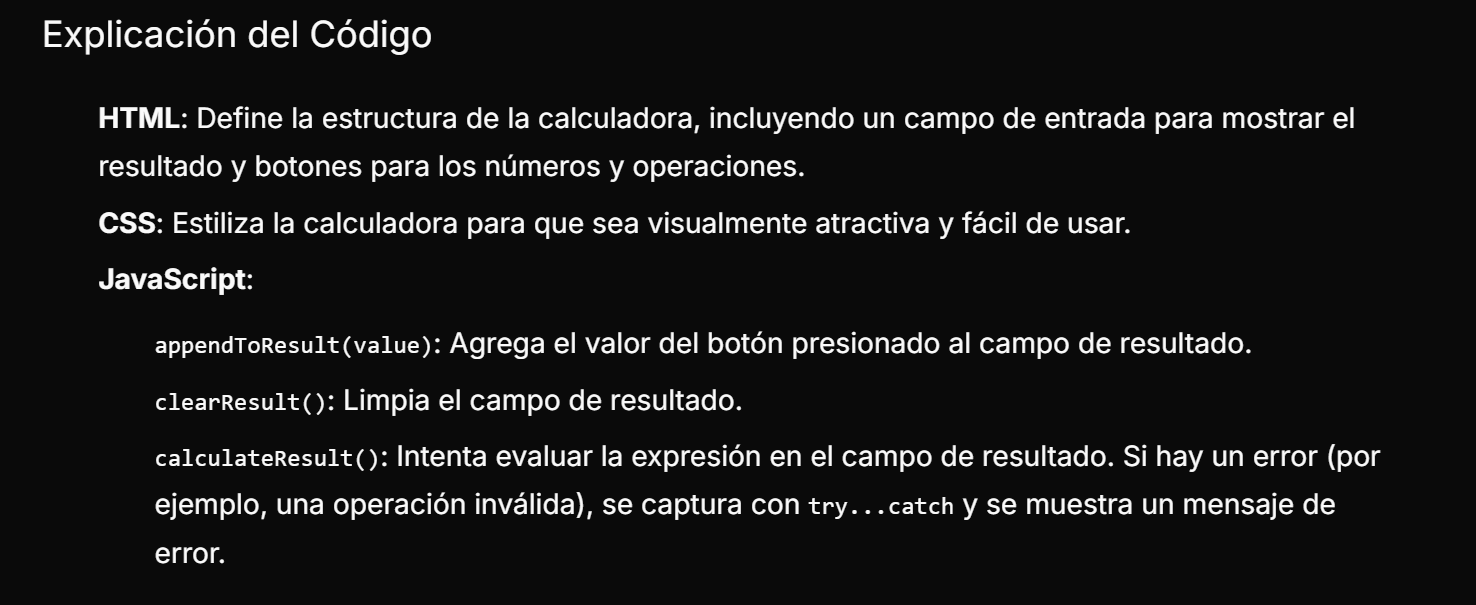 Explicación del Código
HTML: Define la estructura de la calculadora, incluyendo un campo de entrada para mostrar el
resultado y botones para los números y operaciones.
CSS: Estiliza la calculadora para que sea visualmente atractiva y fácil de usar.
JavaScript:
appendToResult(value): Agrega el valor del botón presionado al campo de resultado.
clearResult(): Limpia el campo de resultado.
calculateResult(): Intenta evaluar la expresión en el campo de resultado. Si hay un error (por
ejemplo, una operación inválida), se captura con try...catch y se muestra un mensaje de
error.